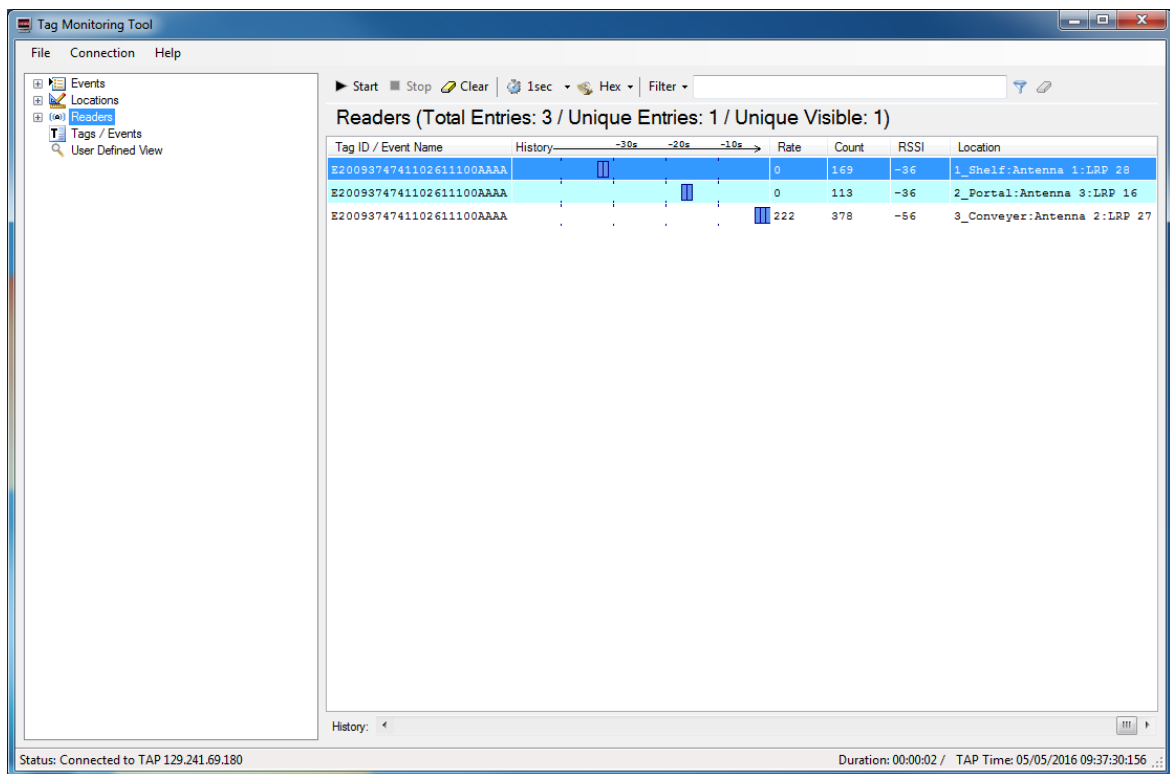 Tag Monitoring Tool
File Connection Help
Events
Locations
Readers
Tags / Events
User Defined View
Start Stop Clear 1sec Hex Filter
Readers (Total Entries: 3 / Unique Entries: 1 / Unique Visible: 1)
Tag ID / Event Name History -30s -20s -10s Rate Count RSSI Location
E2009374741102611100AAAA 0 169 -36 1_Shelf:Antenna 1:LRP 28
E2009374741102611100AAAA 0 113 -36 2_Portal:Antenna 3:LRP 16
E2009374741102611100AAAA 222 378 -56 3_Conveyer:Antenna 2:LRP 27
History:
Status: Connected to TAP 129.241.69.180 Duration: 00:00:02 / TAP Time: 05/05/2016 09:37:30:156